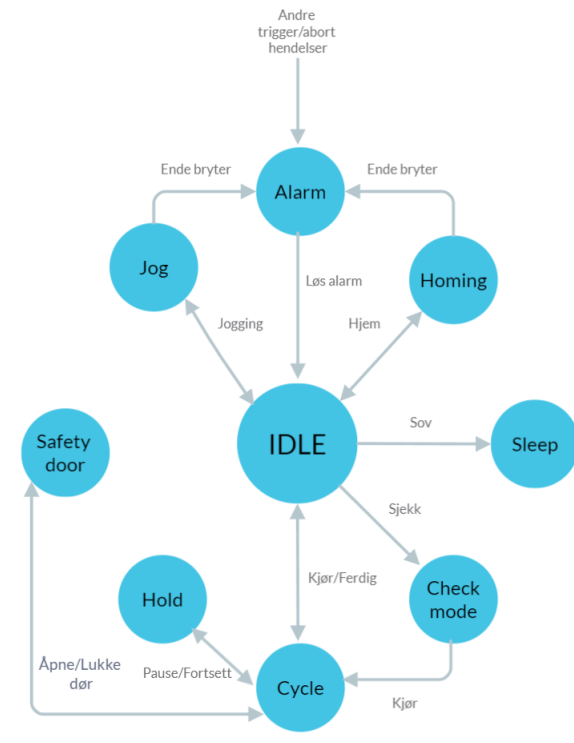 Andre
trigger/abort
hendelser
Ende bryter
Ende bryter
Alarm
Jog
Homing
Løs alarm
Jogging
Hjem
IDLE
Sov
Sleep
Safety
door
Sjekk
Kjør/Ferdig
Hold
Check
mode
Åpne/Lukke
dør
Pause/Fortsett
Cycle
Kjør